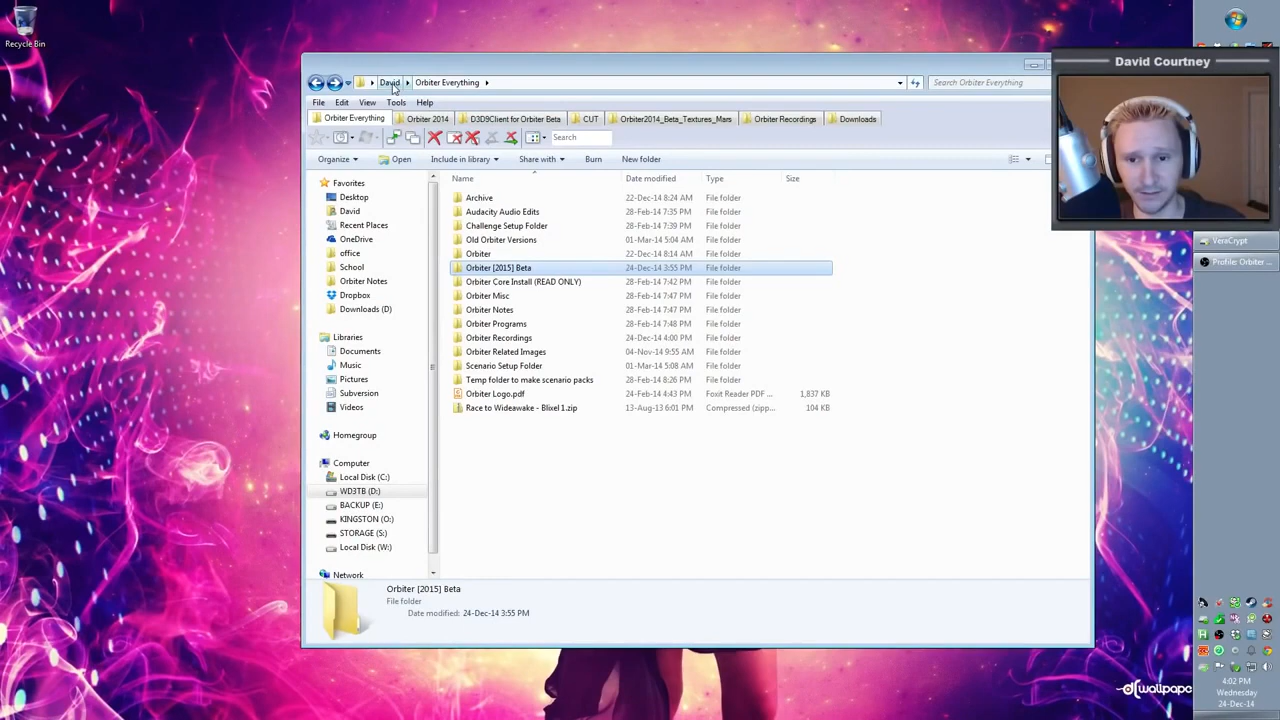 Recycle Bin
David Courtney
David
Orbiter Everything
Search Orbiter Everything
File Edit View Tools Help
Orbiter Everything Orbiter 2014 D3D9Client for Orbiter Beta CUT Orbiter2014_Beta_Textures_Mars Orbiter Recordings Downloads
Search
Organize Open Include in library Share with Burn New folder
Name Date modified Type Size
Favorites
Desktop
David
Recent Places
OneDrive
office
School
Orbiter Notes
Dropbox
Downloads (D)
Libraries
Documents
Music
Pictures
Subversion
Videos
Homegroup
Computer
Local Disk (C:)
WD3TB (D:)
BACKUP (E:)
KINGSTON (O:)
STORAGE (S:)
Local Disk (W:)
Network
Archive 22-Dec-14 8:24 AM File folder
Audacity Audio Edits 28-Feb-14 7:35 PM File folder
Challenge Setup Folder 28-Feb-14 7:39 PM File folder
Old Orbiter Versions 01-Mar-14 5:04 AM File folder
Orbiter 22-Dec-14 8:14 AM File folder
Orbiter [2015] Beta 24-Dec-14 3:55 PM File folder
Orbiter Core Install (READ ONLY) 28-Feb-14 7:42 PM File folder
Orbiter Misc 28-Feb-14 7:47 PM File folder
Orbiter Notes 28-Feb-14 7:47 PM File folder
Orbiter Programs 28-Feb-14 7:48 PM File folder
Orbiter Recordings 24-Dec-14 4:00 PM File folder
Orbiter Related Images 04-Nov-14 9:55 AM File folder
Scenario Setup Folder 01-Mar-14 5:08 AM File folder
Temp folder to make scenario packs 28-Feb-14 8:26 PM File folder
Orbiter Logo.pdf 24-Feb-14 4:43 PM Foxit Reader PDF ... 1,837 KB
Race to Wideawake - Blixel 1.zip 13-Aug-13 6:01 PM Compressed (zipp... 104 KB
Orbiter [2015] Beta
File folder
Date modified: 24-Dec-14 3:55 PM
VeraCrypt
Profile: Orbiter ...
4:02 PM
Wednesday
24-Dec-14